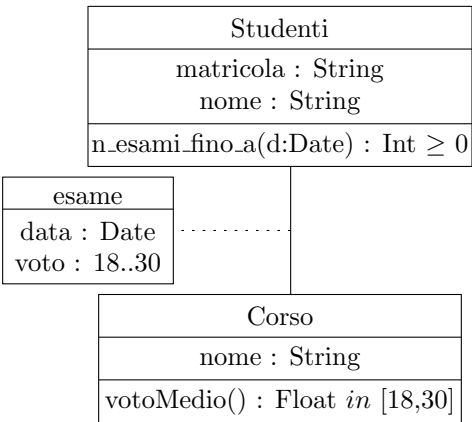 Studenti
matricola : String
nome : String
n_esami_fino_a(d:Date) : Int ≥ 0
esame
data : Date
voto : 18..30
Corso
nome : String
votoMedio() : Float in [18,30]